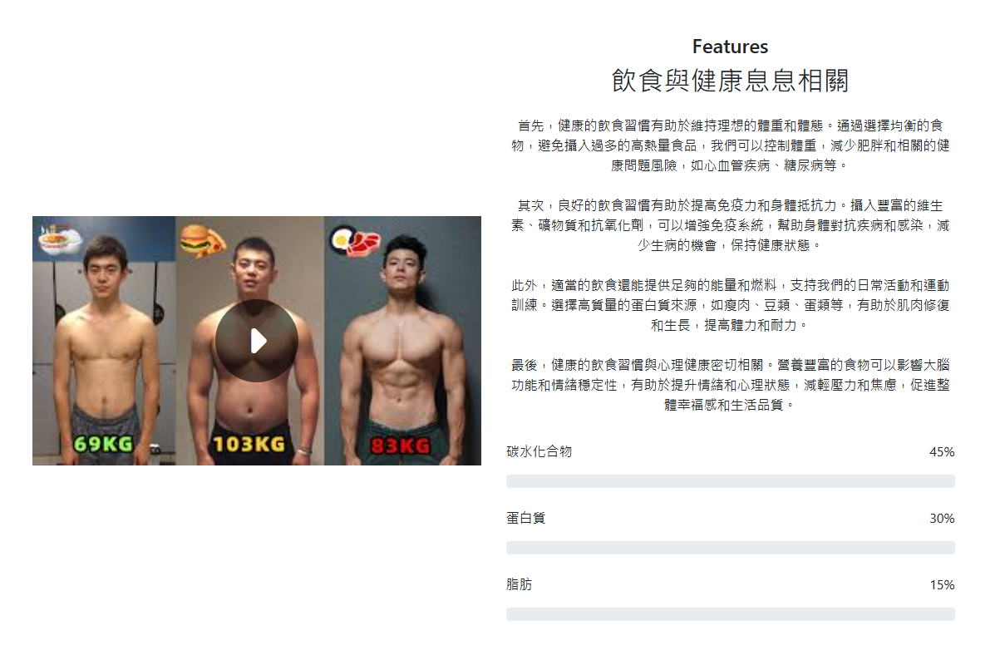 Features
飲食與健康息息相關
首先，健康的飲食習慣有助於維持理想的體重和體態。通過選擇均衡的食
物，避免攝入過多的高熱量食品，我們可以控制體重，減少肥胖和相關的健
康問題風險，如心血管疾病、糖尿病等。
其次，良好的飲食習慣有助於提高免疫力和身體抵抗力。攝入豐富的維生
素、礦物質和抗氧化劑，可以增強免疫系統，幫助身體對抗疾病和感染，減
少生病的機會，保持健康狀態。
此外，適當的飲食還能提供足夠的能量和燃料，支持我們的日常活動和運動
訓練。選擇高質量的蛋白質來源，如瘦肉、豆類、蛋類等，有助於肌肉修復
和生長，提高體力和耐力。
最後，健康的飲食習慣與心理健康密切相關。營養豐富的食物可以影響大腦
功能和情緒穩定性，有助於提升情緒和心理狀態，減輕壓力和焦慮，促進整
體幸福感和生活品質。
69KG
103KG
83KG
碳水化合物 45%
蛋白質 30%
脂肪 15%